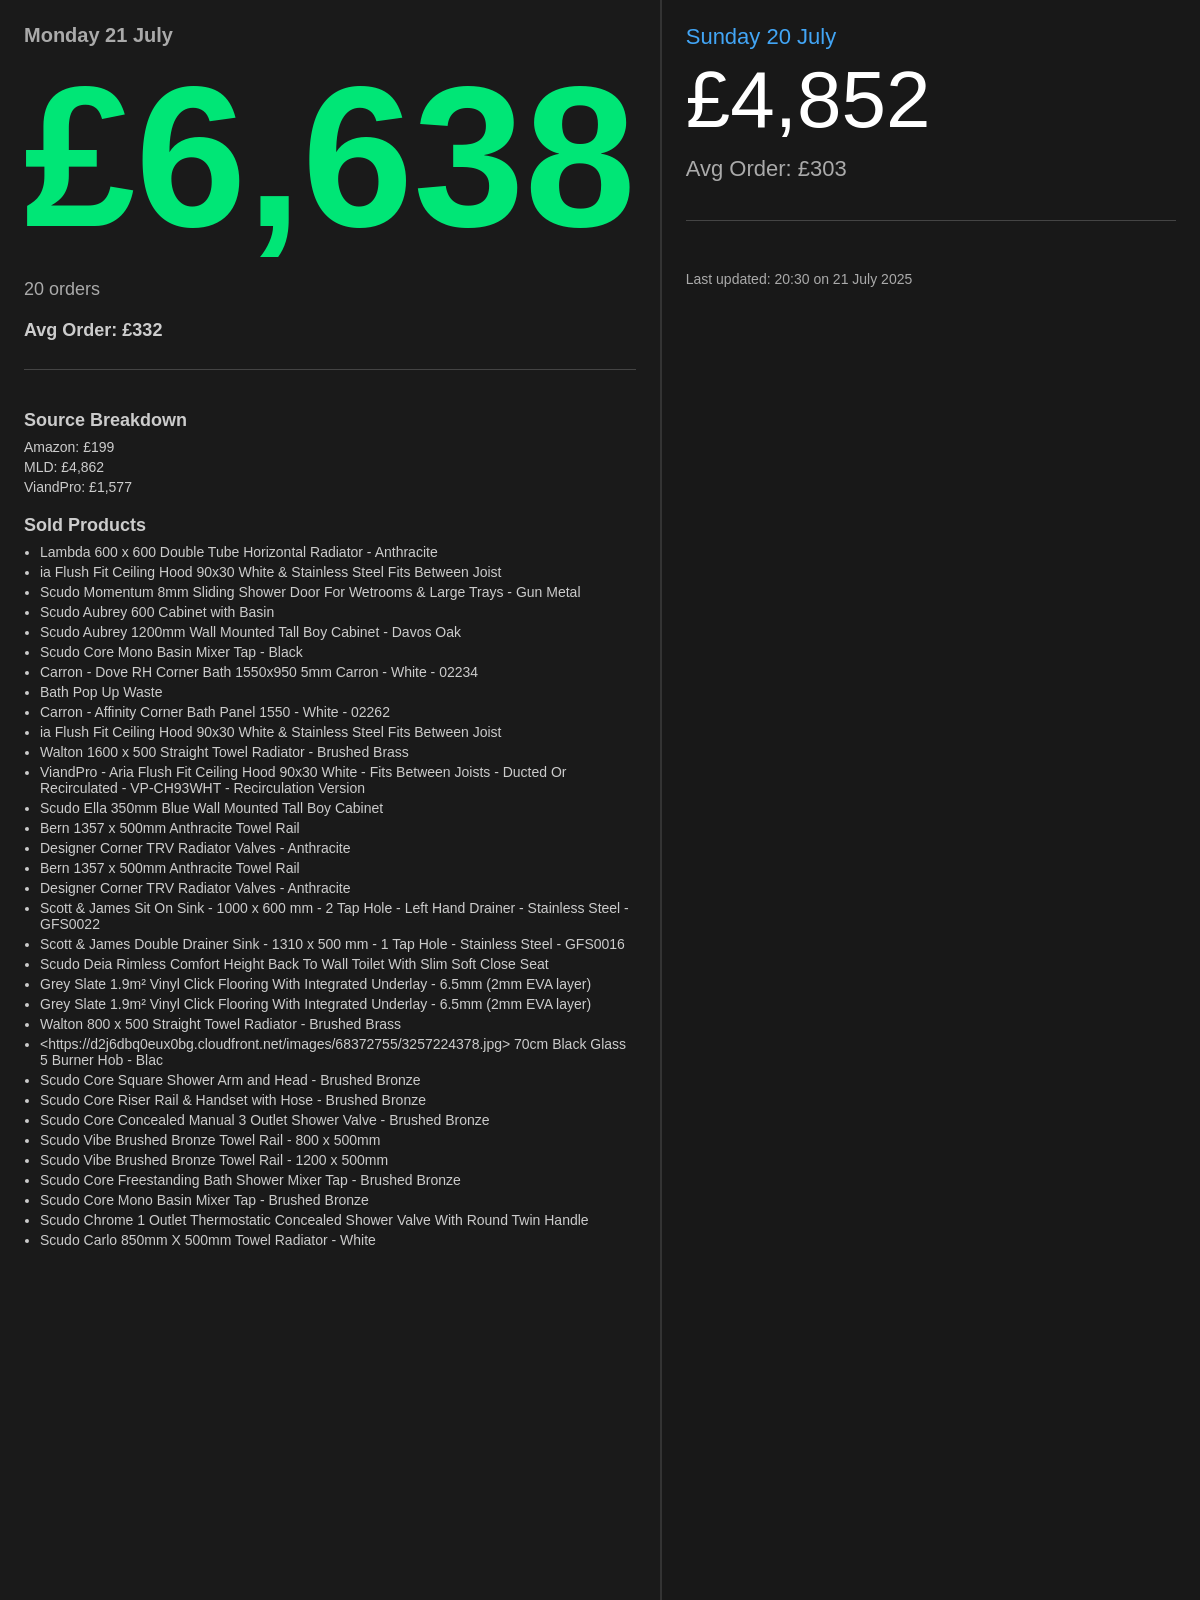 Monday 21 July
£6,638
20 orders
Avg Order: £332
Source Breakdown
Amazon: £199
MLD: £4,862
ViandPro: £1,577
Sold Products
• Lambda 600 x 600 Double Tube Horizontal Radiator - Anthracite
• ia Flush Fit Ceiling Hood 90x30 White & Stainless Steel Fits Between Joist
• Scudo Momentum 8mm Sliding Shower Door For Wetrooms & Large Trays - Gun Metal
• Scudo Aubrey 600 Cabinet with Basin
• Scudo Aubrey 1200mm Wall Mounted Tall Boy Cabinet - Davos Oak
• Scudo Core Mono Basin Mixer Tap - Black
• Carron - Dove RH Corner Bath 1550x950 5mm Carron - White - 02234
• Bath Pop Up Waste
• Carron - Affinity Corner Bath Panel 1550 - White - 02262
• ia Flush Fit Ceiling Hood 90x30 White & Stainless Steel Fits Between Joist
• Walton 1600 x 500 Straight Towel Radiator - Brushed Brass
• ViandPro - Aria Flush Fit Ceiling Hood 90x30 White - Fits Between Joists - Ducted Or
Recirculated - VP-CH93WHT - Recirculation Version
• Scudo Ella 350mm Blue Wall Mounted Tall Boy Cabinet
• Bern 1357 x 500mm Anthracite Towel Rail
• Designer Corner TRV Radiator Valves - Anthracite
• Bern 1357 x 500mm Anthracite Towel Rail
• Designer Corner TRV Radiator Valves - Anthracite
• Scott & James Sit On Sink - 1000 x 600 mm - 2 Tap Hole - Left Hand Drainer - Stainless Steel -
GFS0022
• Scott & James Double Drainer Sink - 1310 x 500 mm - 1 Tap Hole - Stainless Steel - GFS0016
• Scudo Deia Rimless Comfort Height Back To Wall Toilet With Slim Soft Close Seat
• Grey Slate 1.9m² Vinyl Click Flooring With Integrated Underlay - 6.5mm (2mm EVA layer)
• Grey Slate 1.9m² Vinyl Click Flooring With Integrated Underlay - 6.5mm (2mm EVA layer)
• Walton 800 x 500 Straight Towel Radiator - Brushed Brass
• <https://d2j6dbq0eux0bg.cloudfront.net/images/68372755/3257224378.jpg> 70cm Black Glass
5 Burner Hob - Blac
• Scudo Core Square Shower Arm and Head - Brushed Bronze
• Scudo Core Riser Rail & Handset with Hose - Brushed Bronze
• Scudo Core Concealed Manual 3 Outlet Shower Valve - Brushed Bronze
• Scudo Vibe Brushed Bronze Towel Rail - 800 x 500mm
• Scudo Vibe Brushed Bronze Towel Rail - 1200 x 500mm
• Scudo Core Freestanding Bath Shower Mixer Tap - Brushed Bronze
• Scudo Core Mono Basin Mixer Tap - Brushed Bronze
• Scudo Chrome 1 Outlet Thermostatic Concealed Shower Valve With Round Twin Handle
• Scudo Carlo 850mm X 500mm Towel Radiator - White
Sunday 20 July
£4,852
Avg Order: £303
Last updated: 20:30 on 21 July 2025